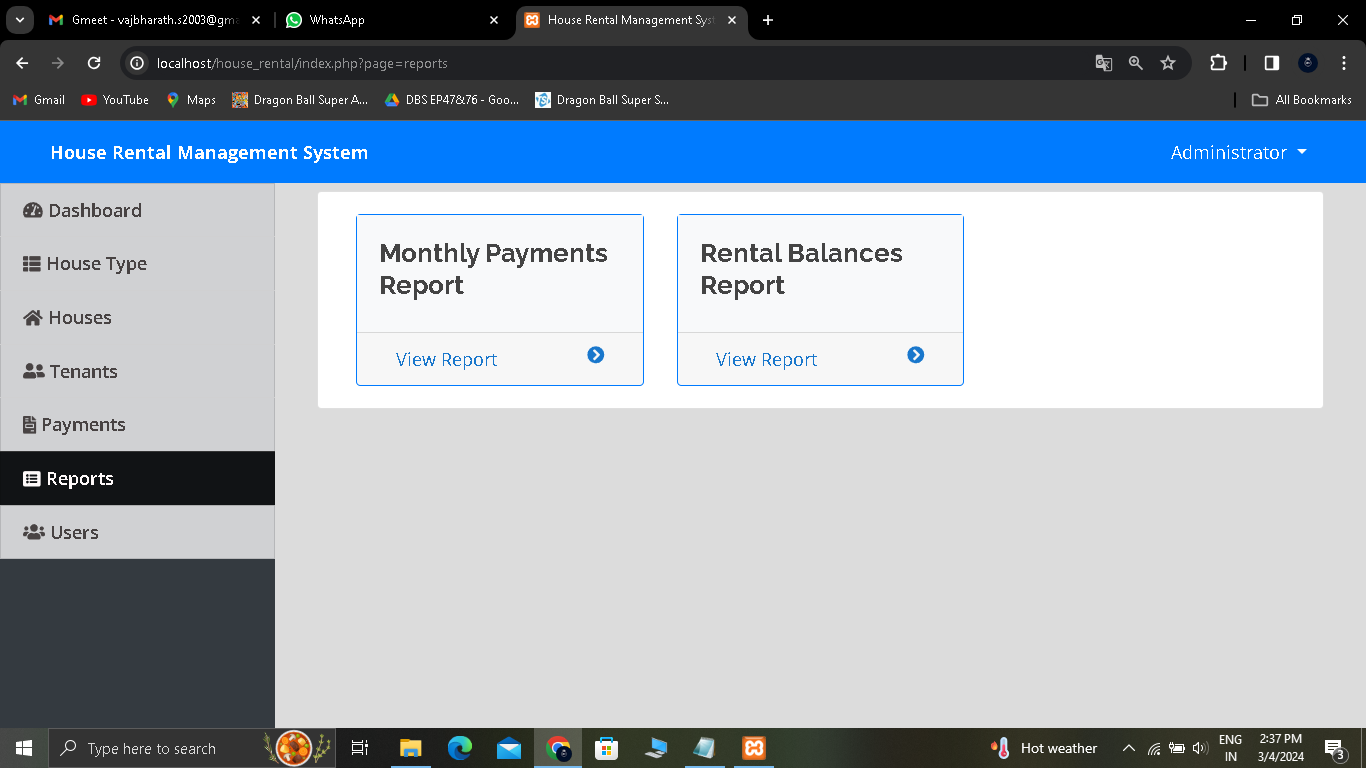 Gmeet - vajbharath.s2003@gma
WhatsApp
House Rental Management Syst
localhost/house_rental/index.php?page=reports
Gmail
YouTube
Maps
Dragon Ball Super A...
DBS EP47&76 - Goo...
Dragon Ball Super S...
All Bookmarks
House Rental Management System
Administrator
Dashboard
House Type
Houses
Tenants
Payments
Reports
Users
Monthly Payments
Report
View Report
Rental Balances
Report
View Report
Type here to search
Hot weather
ENG
IN
2:37 PM
3/4/2024
3